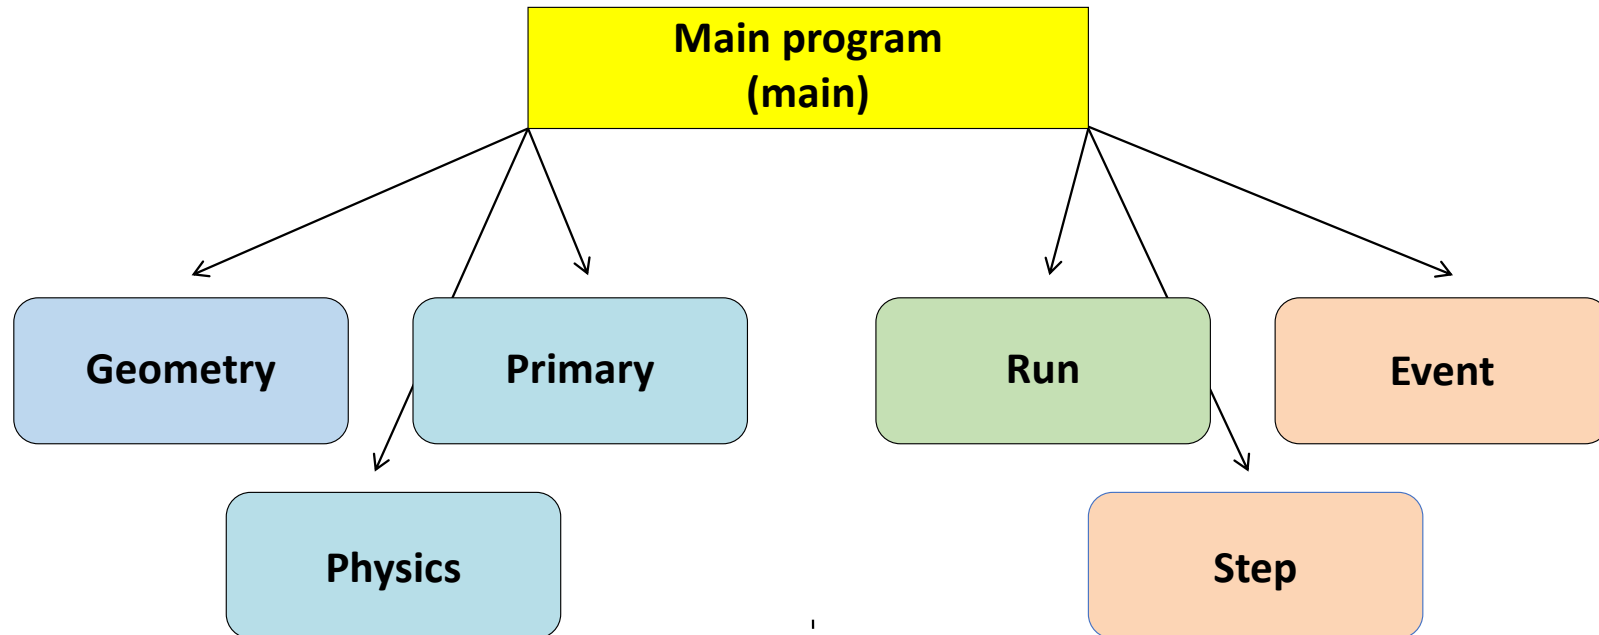 Main program
(main)
Geometry
Primary
Run
Event
Physics
Step